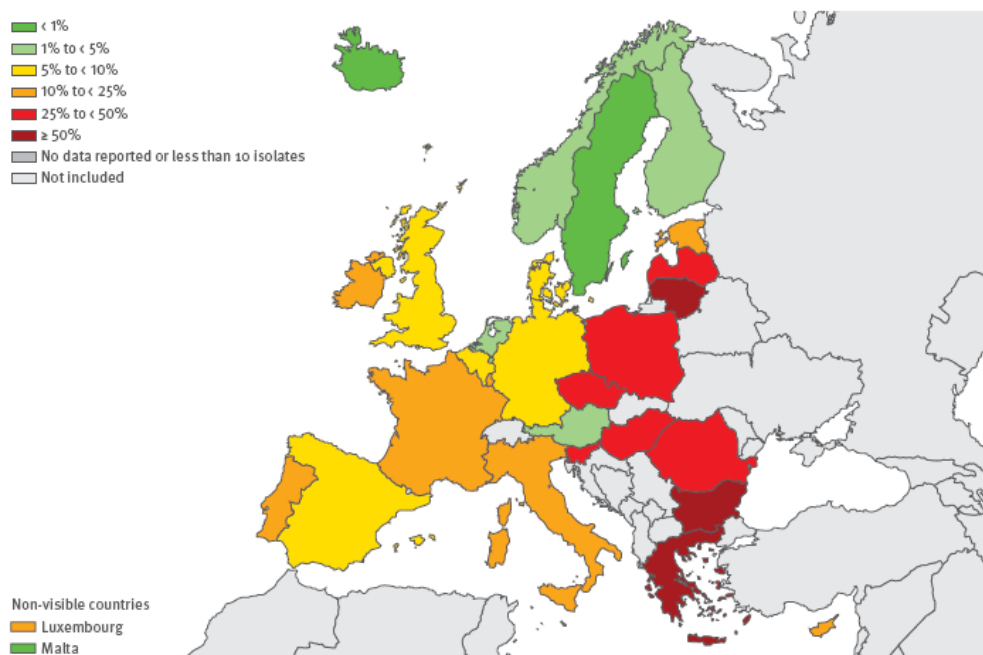 < 1%
1% to < 5%
5% to < 10%
10% to < 25%
25% to < 50%
≥ 50%
No data reported or less than 10 isolates
Not included
Non-visible countries
Luxembourg
Malta